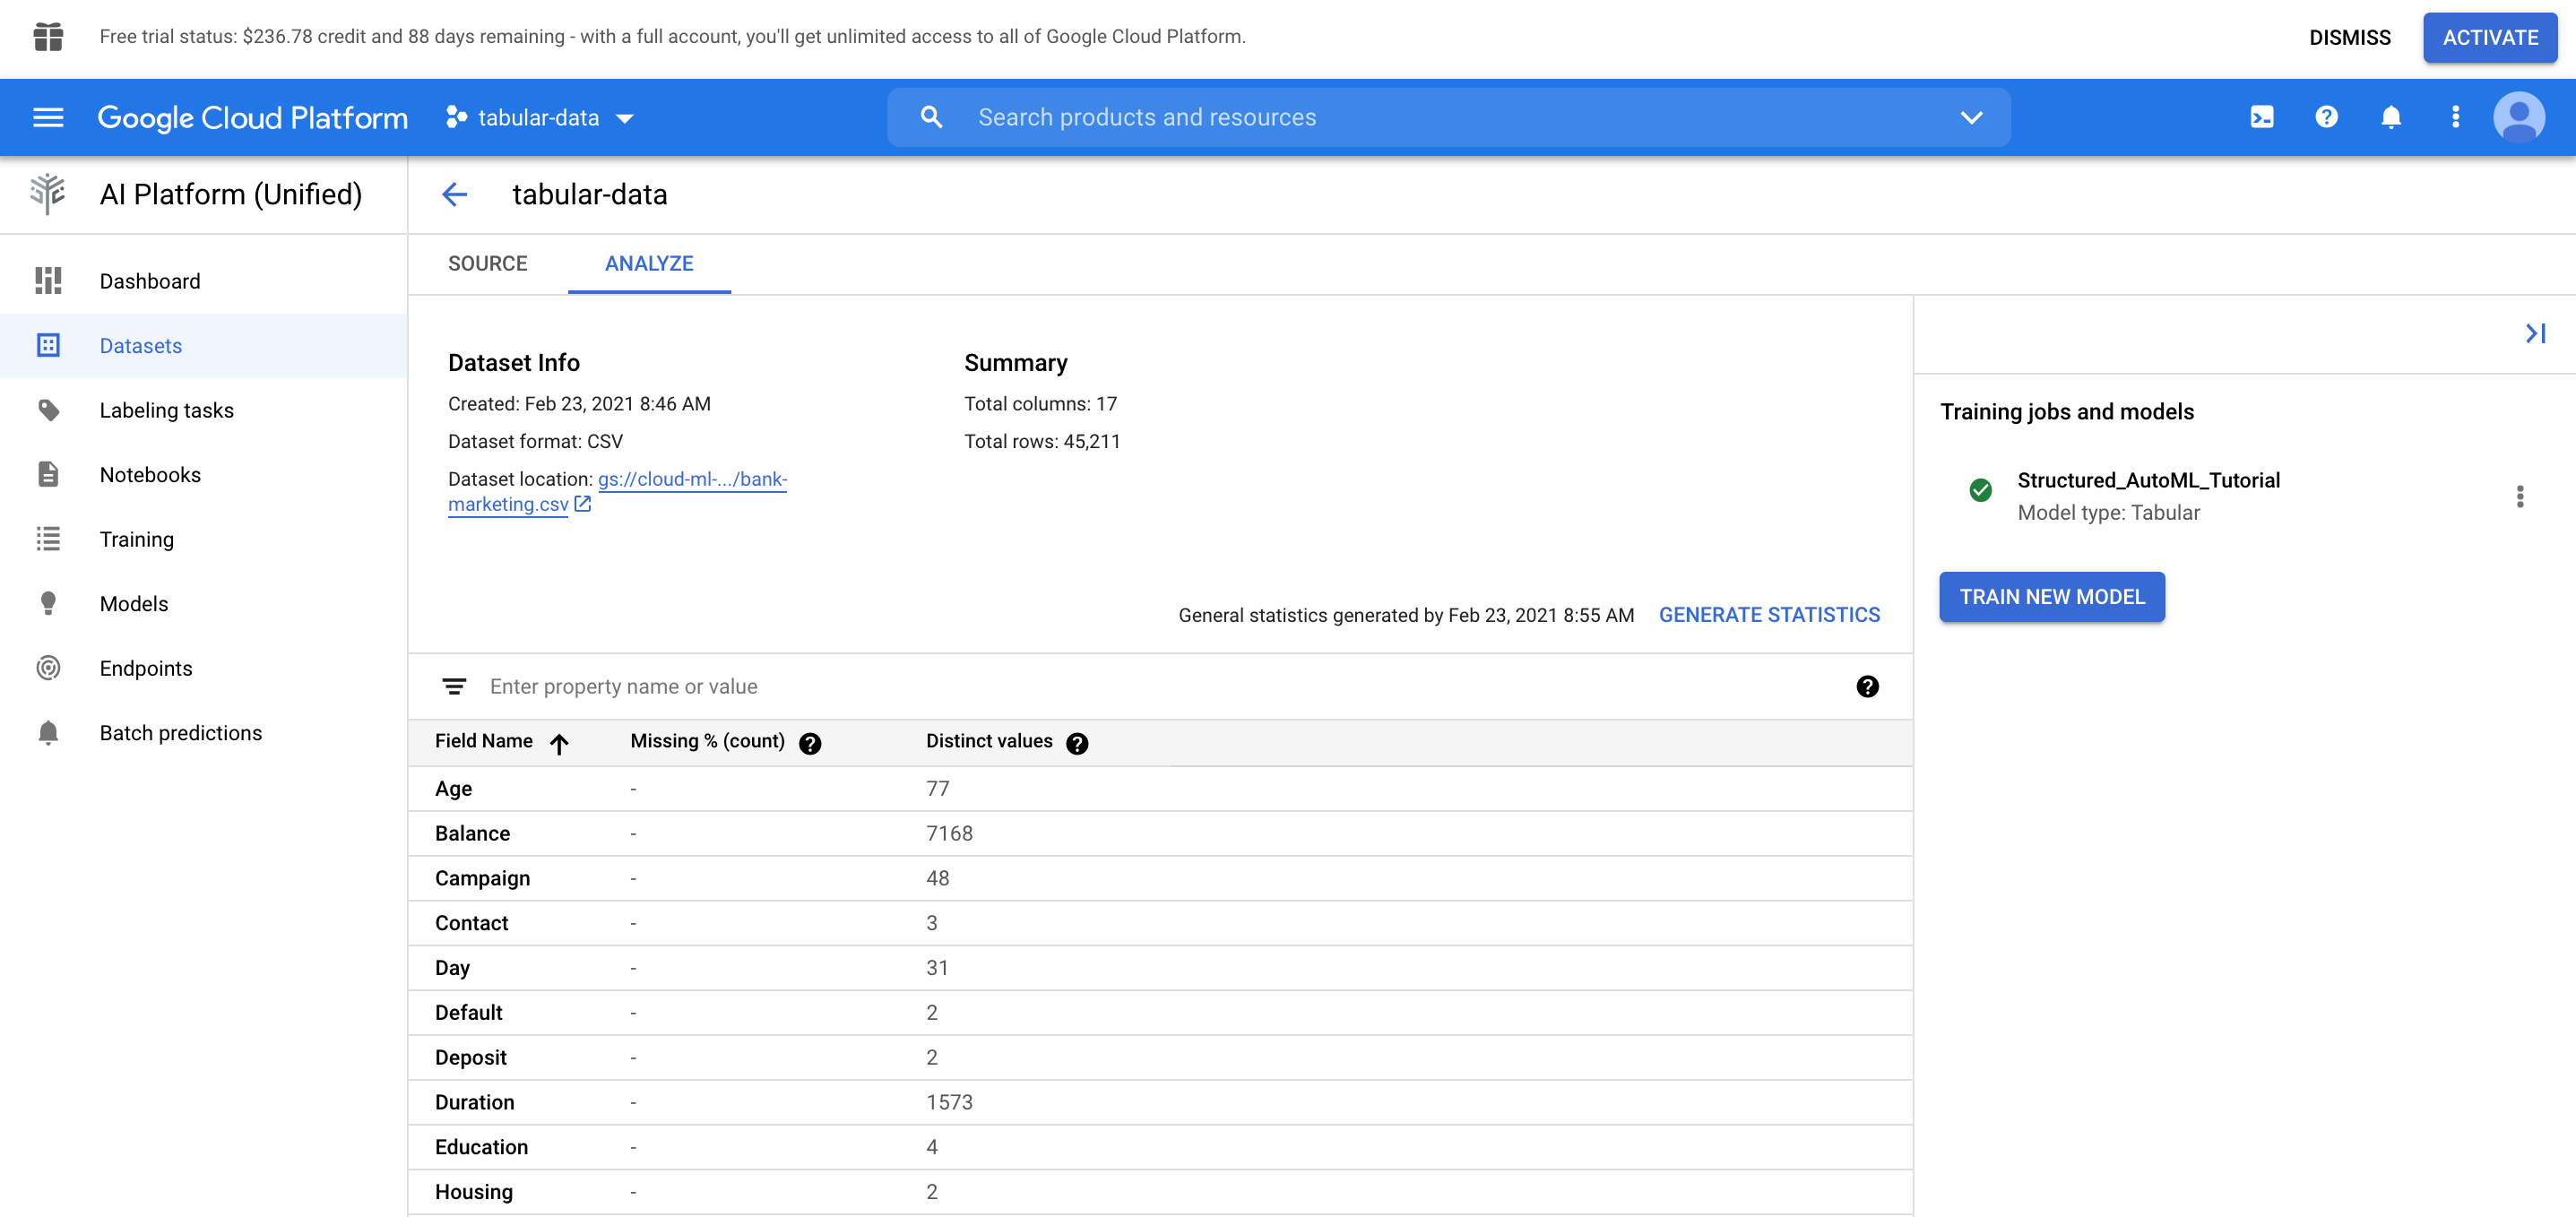 Free trial status: $236.78 credit and 88 days remaining - with a full account, you'll get unlimited access to all of Google Cloud Platform.
DISMISS
ACTIVATE
Google Cloud Platform
tabular-data
Search products and resources
AI Platform (Unified)
tabular-data
Dashboard
Datasets
Labeling tasks
Notebooks
Training
Models
Endpoints
Batch predictions
SOURCE
ANALYZE
Dataset Info
Created: Feb 23, 2021 8:46 AM
Dataset format: CSV
Dataset location: gs://cloud-ml-.../bank-
marketing.csv
Summary
Total columns: 17
Total rows: 45,211
General statistics generated by Feb 23, 2021 8:55 AM
GENERATE STATISTICS
Enter property name or value
Field Name Missing % (count) Distinct values
Age - 77
Balance - 7168
Campaign - 48
Contact - 3
Day - 31
Default - 2
Deposit - 2
Duration - 1573
Education - 4
Housing - 2
Training jobs and models
Structured_AutoML_Tutorial
Model type: Tabular
TRAIN NEW MODEL